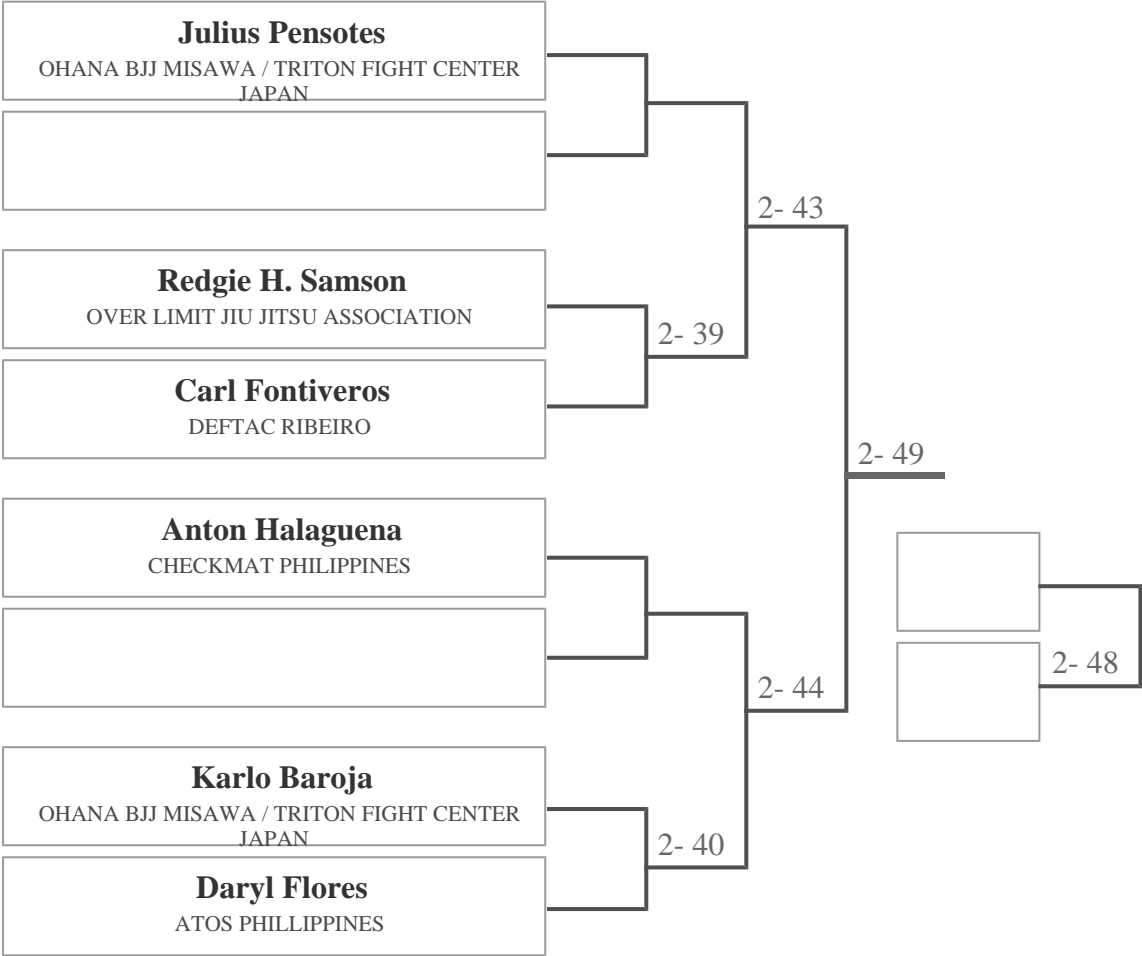 Julius Pensotes
OHANA BJJ MISAWA / TRITON FIGHT CENTER
JAPAN
2- 43
Redgie H. Samson
OVER LIMIT JIU JITSU ASSOCIATION
2- 39
Carl Fontiveros
DEFTAC RIBEIRO
2- 49
Anton Halaguena
CHECKMAT PHILIPPINES
2- 48
2- 44
Karlo Baroja
OHANA BJJ MISAWA / TRITON FIGHT CENTER
JAPAN
2- 40
Daryl Flores
ATOS PHILLIPPINES